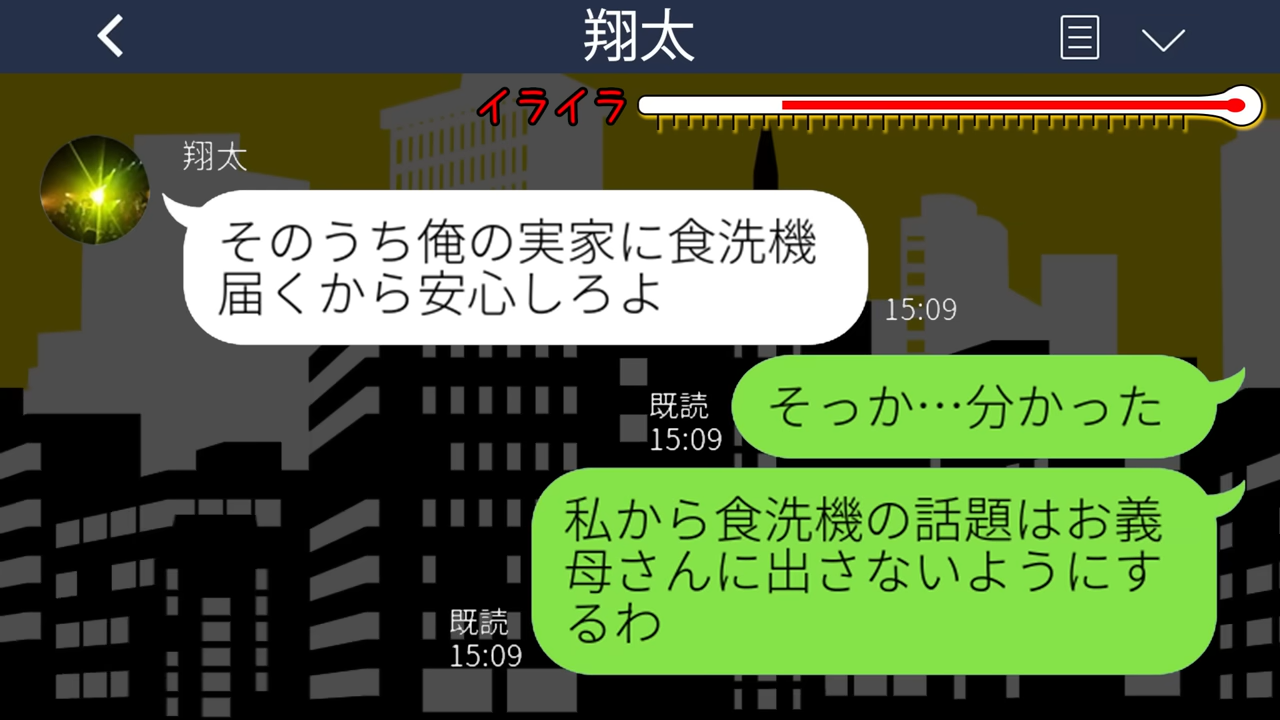 翔太
イライラ
翔太
そのうち俺の実家に食洗機
届くから安心しろよ
15:09
そっか…分かった
既読
15:09
私から食洗機の話題はお義
母さんに出さないようにす
るわ
既読
15:09